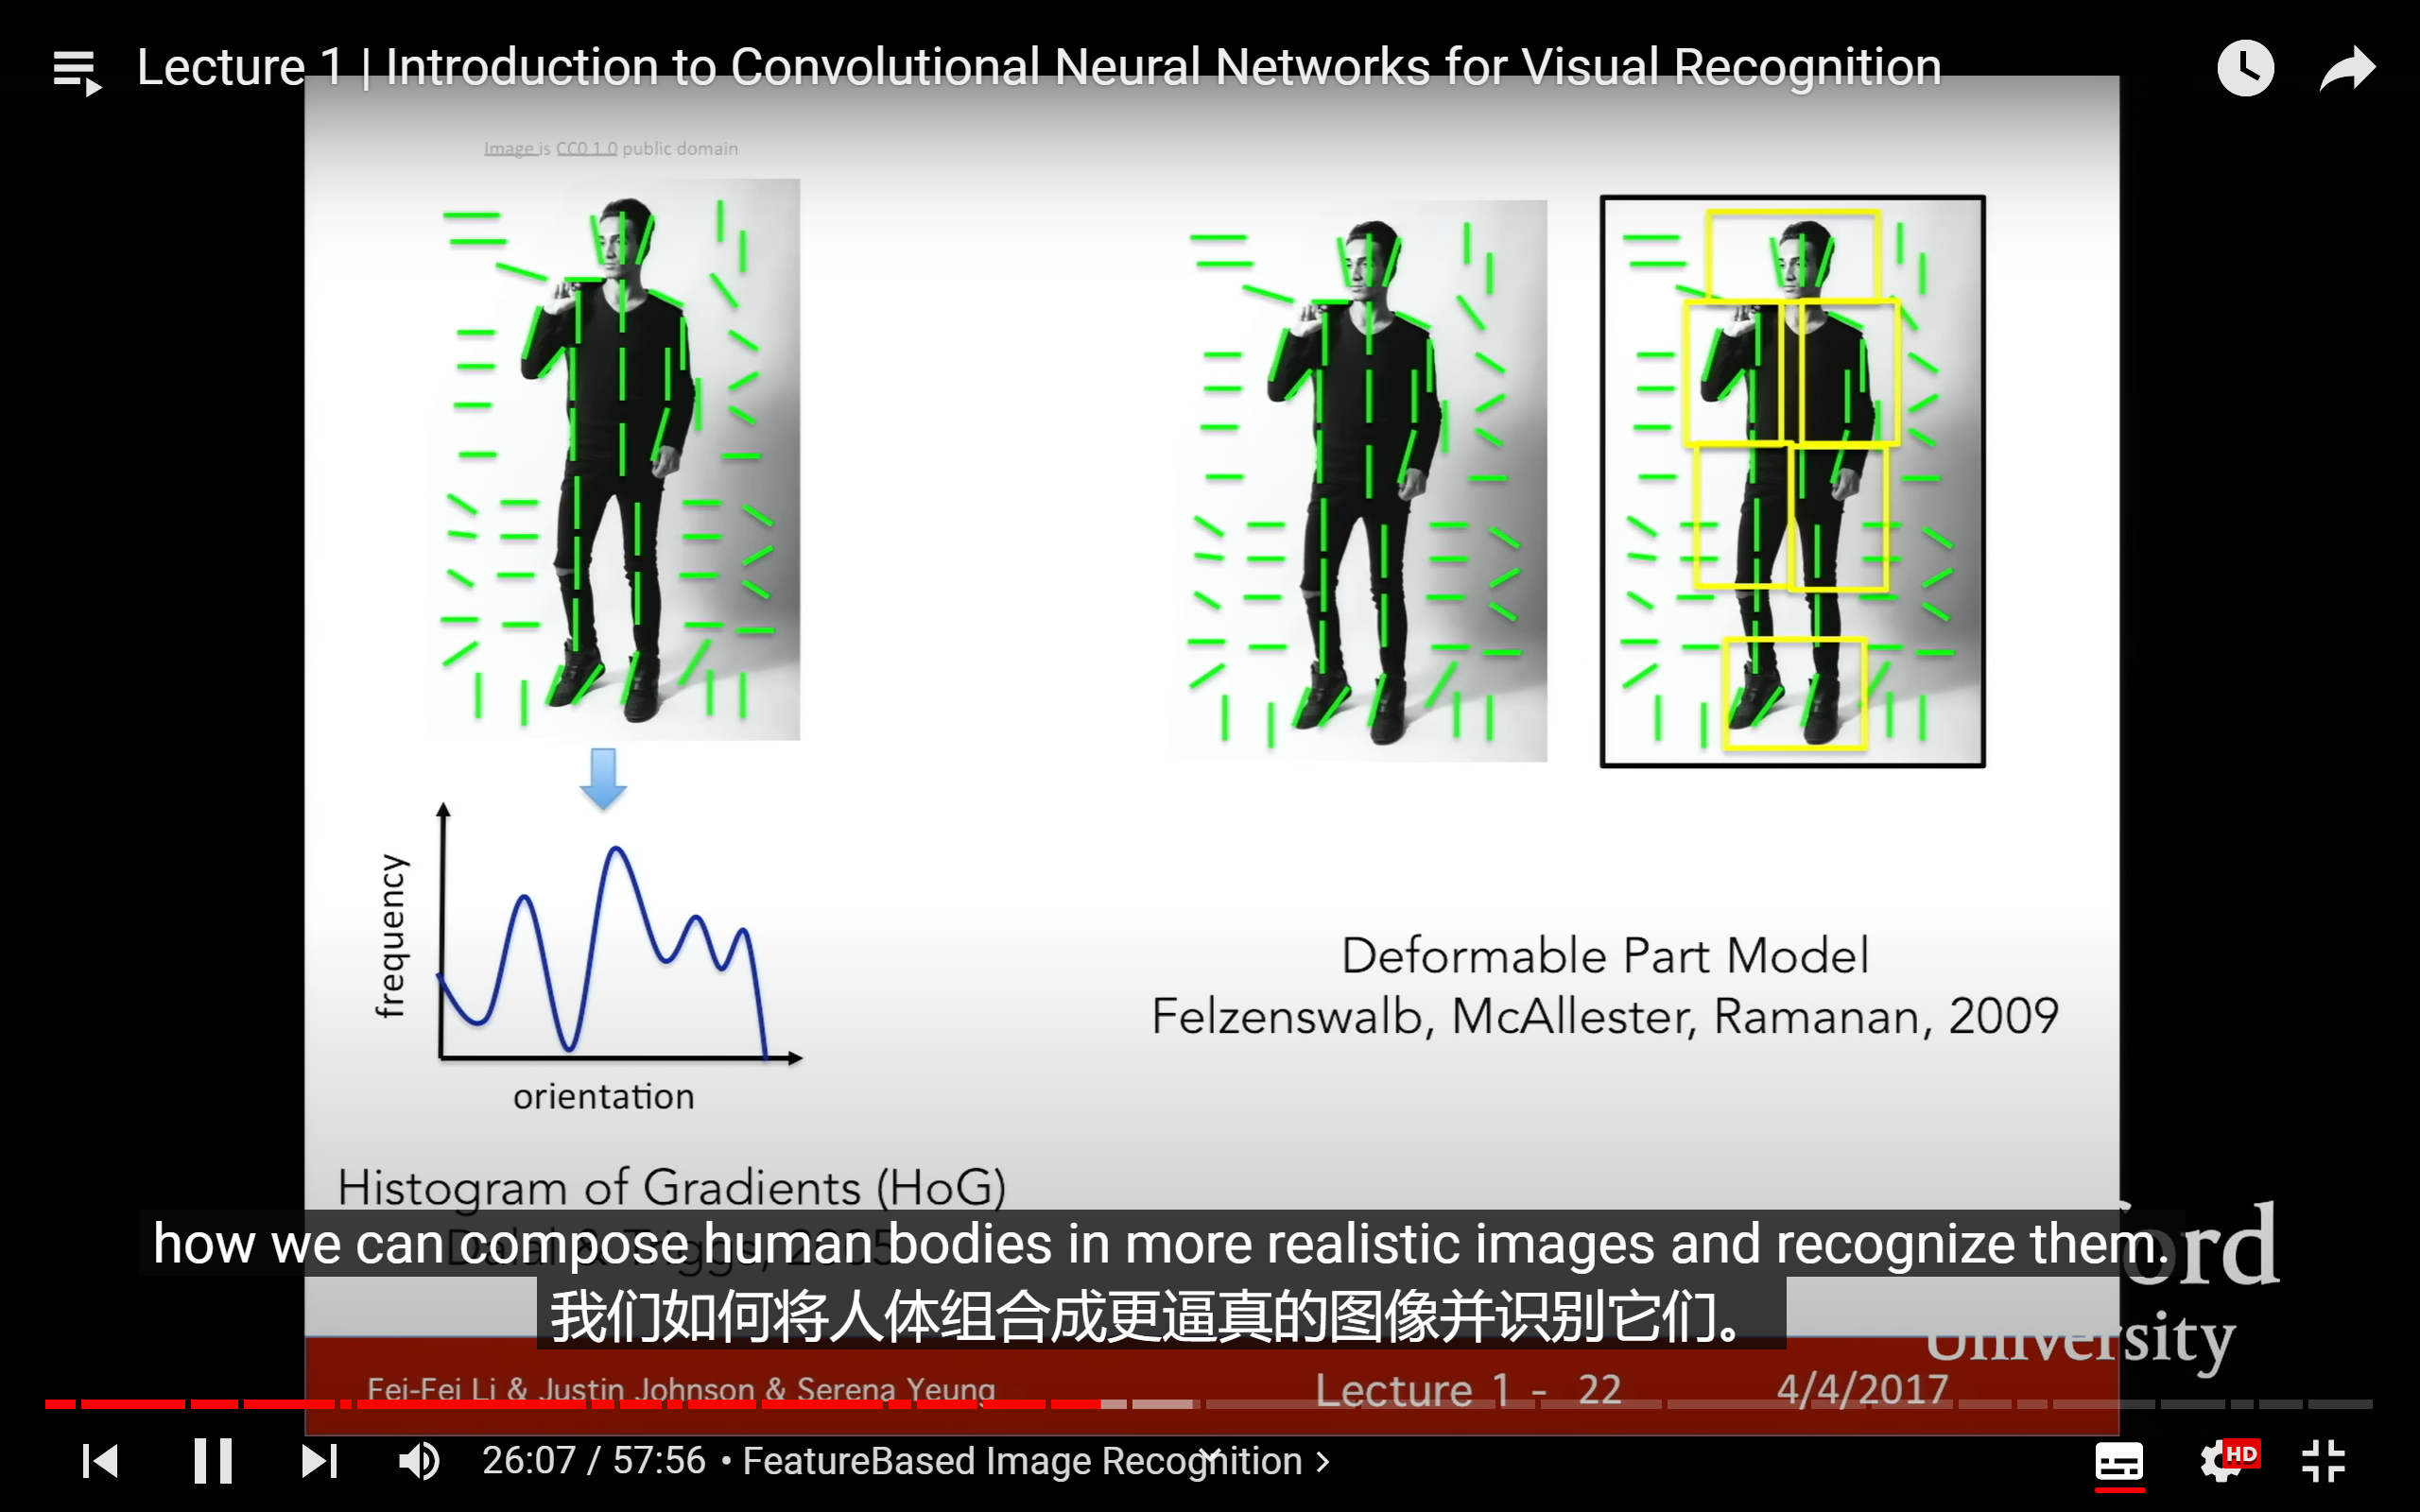 Lecture 1 | Introduction to Convolutional Neural Networks for Visual Recognition
Image is CC0 1.0 public domain
frequency
orientation
Deformable Part Model
Felzenswalb, McAllester, Ramanan, 2009
Histogram of Gradients (HoG)
Dalal & Triggs, 2005
how we can compose human bodies in more realistic images and recognize them.
我们如何将人体组合成更逼真的图像并识别它们。
University
Fei-Fei Li & Justin Johnson & Serena Yeung
Lecture 1 - 22
4/4/2017
26:07 / 57:56 • FeatureBased Image Recognition
HD